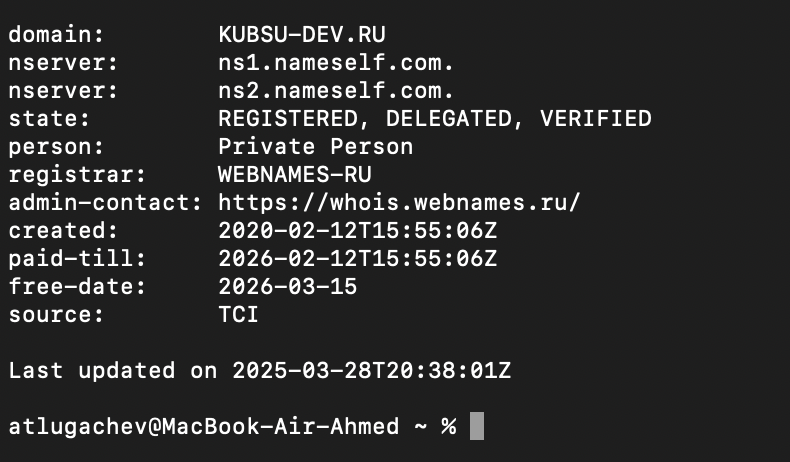 domain: KUBSU-DEV.RU
nserver: ns1.nameself.com.
nserver: ns2.nameself.com.
state: REGISTERED, DELEGATED, VERIFIED
person: Private Person
registrar: WEBNAMES-RU
admin-contact: https://whois.webnames.ru/
created: 2020-02-12T15:55:06Z
paid-till: 2026-02-12T15:55:06Z
free-date: 2026-03-15
source: TCI
Last updated on 2025-03-28T20:38:01Z
atlugachev@MacBook-Air-Ahmed ~ %